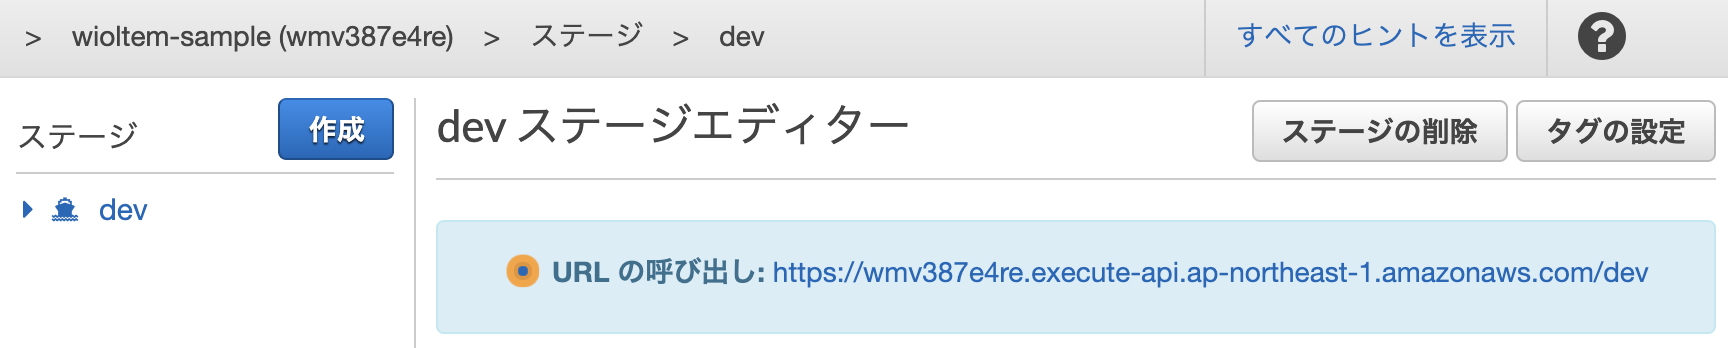 > wioltem-sample (wmv387e4re) > ステージ > dev すべてのヒントを表示 ?
ステージ 作成
dev
dev ステージエディター ステージの削除 タグの設定
URL の呼び出し: https://wmv387e4re.execute-api.ap-northeast-1.amazonaws.com/dev